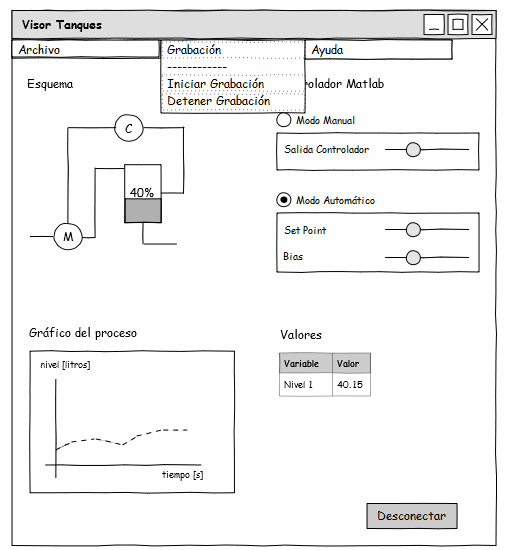 Visor Tanques
Archivo
Grabación
Ayuda
------------
Iniciar Grabación
Detener Grabación
Esquema
rolador Matlab
C
40%
M
Modo Manual
Salida Controlador
Modo Automático
Set Point
Bias
Gráfico del proceso
nivel [litros]
tiempo [s]
Valores
Variable Valor
Nivel 1 40.15
Desconectar